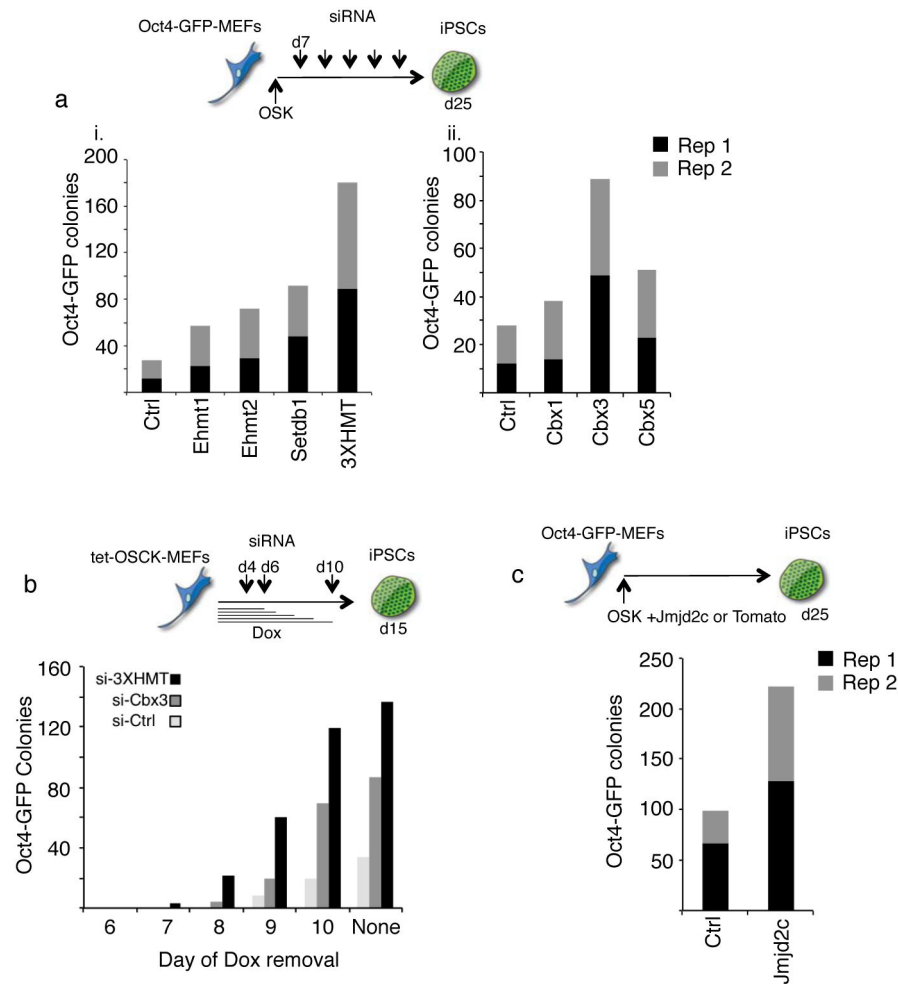 siRNA
Oct4-GFP-MEFs
iPSCs
d7
OSK
d25
a
i.
200
160
120
80
40
Oct4-GFP colonies
Ctrl
Ehmt1
Ehmt2
Setdb1
3XHMT
ii.
100
80
60
40
20
Oct4-GFP colonies
Rep 1
Rep 2
Ctrl
Cbx1
Cbx3
Cbx5
b
tet-OSCK-MEFs
siRNA
iPSCs
d4 d6 d10
Dox
d15
160
120
80
40
Oct4-GFP Colonies
si-3XHMT
si-Cbx3
si-Ctrl
6 7 8 9 10 None
Day of Dox removal
c
Oct4-GFP-MEFs
iPSCs
OSK +Jmjd2c or Tomato
d25
250
200
150
100
50
Oct4-GFP colonies
Rep 1
Rep 2
Ctrl
Jmjd2c